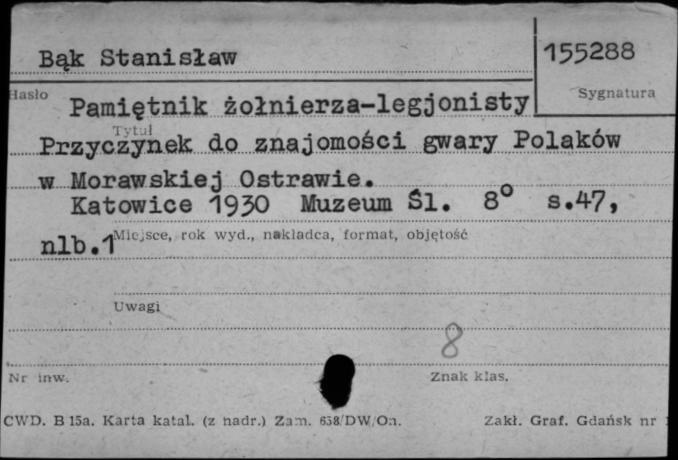 Bąk Stanisław
155288
Hasło
Sygnatura
Pamiętnik żołnierza-legjonisty
Tytuł
Przyczynek do znajomości gwary Polaków
w Morawskiej Ostrawie.
Katowice 1930 Muzeum Śl. 8° s.47,
nlb.1
Miejsce, rok wyd., nakładca, format, objętość
Uwagi
8
Nr inw.
Znak klas.
CWD. B 15a. Karta katal. (z nadr.) Zam. 658/DW/On.
Zakł. Graf. Gdańsk nr